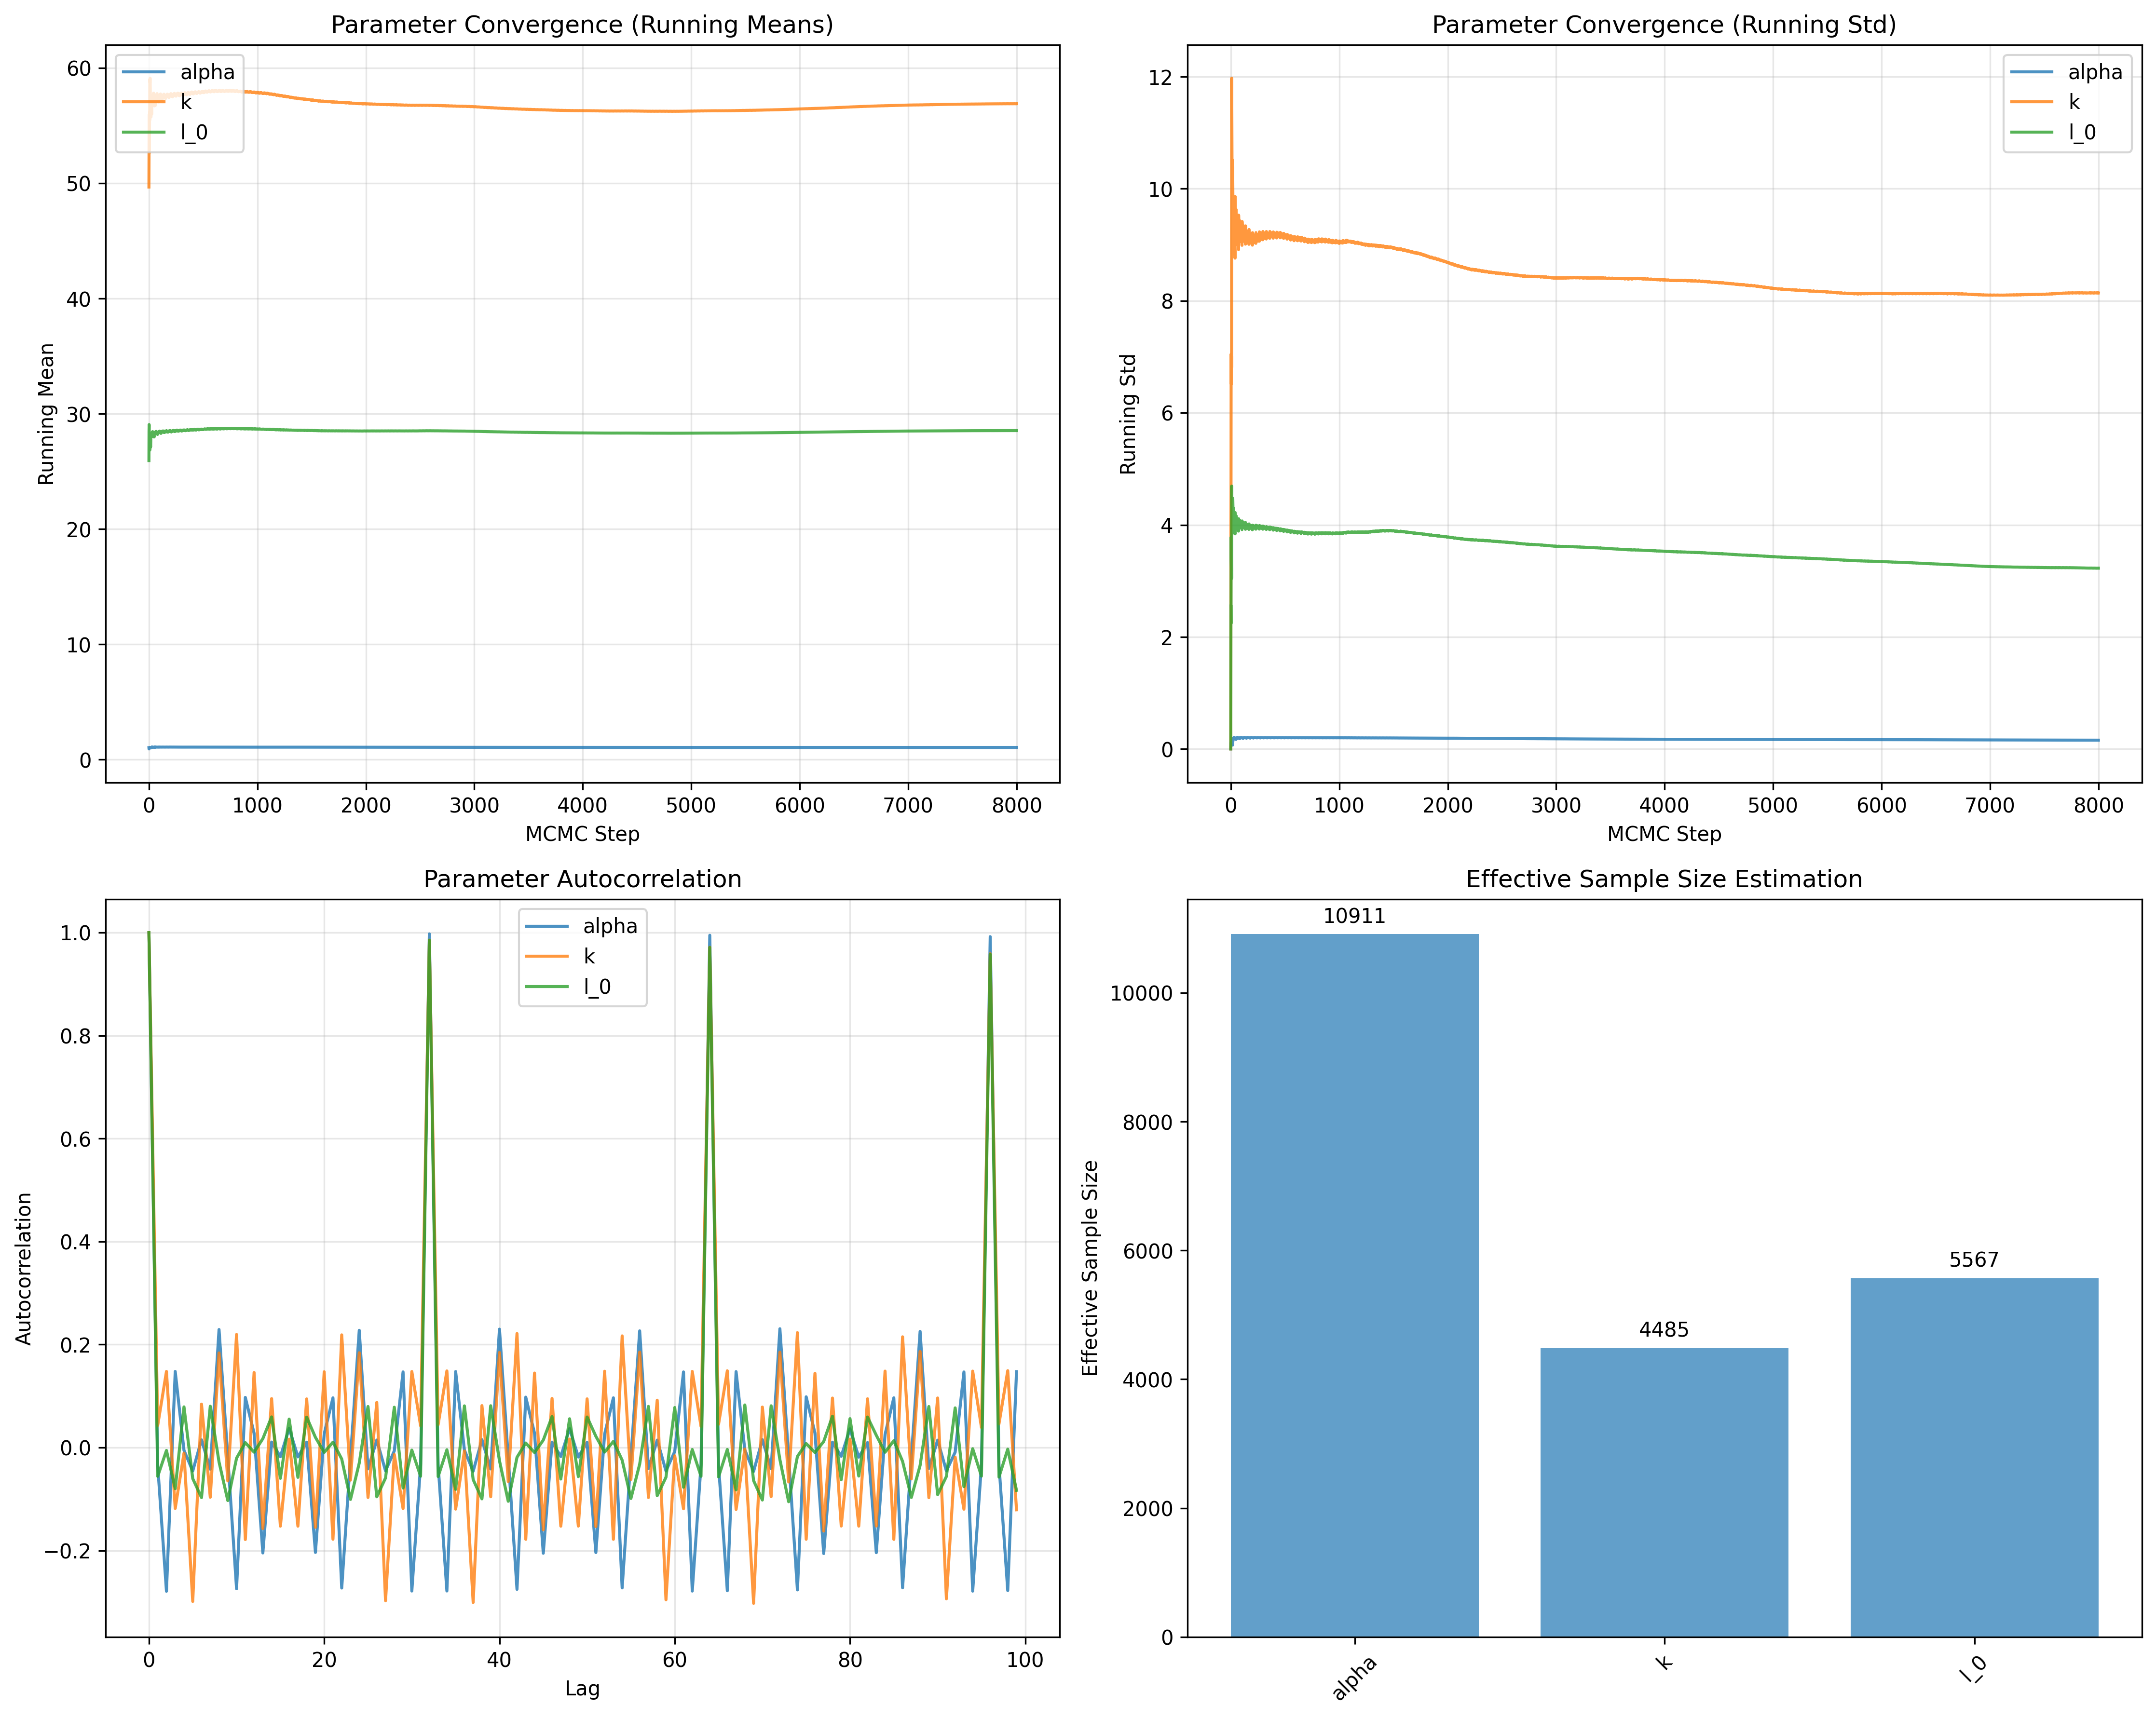 Parameter Convergence (Running Means)
alpha
k
l_0
60
50
40
30
20
10
0
Running Mean
0 1000 2000 3000 4000 5000 6000 7000 8000
MCMC Step
Parameter Convergence (Running Std)
alpha
k
l_0
12
10
8
6
4
2
0
Running Std
0 1000 2000 3000 4000 5000 6000 7000 8000
MCMC Step
Parameter Autocorrelation
alpha
k
l_0
1.0
0.8
0.6
0.4
0.2
0.0
−0.2
Autocorrelation
0 20 40 60 80 100
Lag
Effective Sample Size Estimation
10911
4485
5567
10000
8000
6000
4000
2000
0
Effective Sample Size
alpha
k
l_0